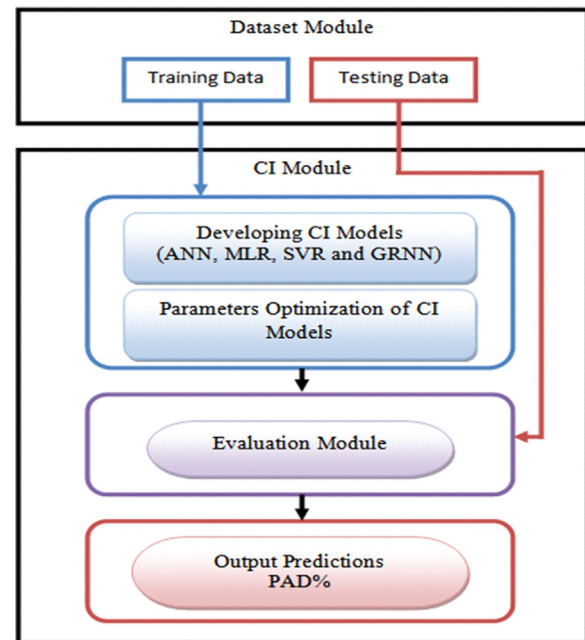 Dataset Module
Training Data
Testing Data
CI Module
Developing CI Models
(ANN, MLR, SVR and GRNN)
Parameters Optimization of CI
Models
Evaluation Module
Output Predictions
PAD%